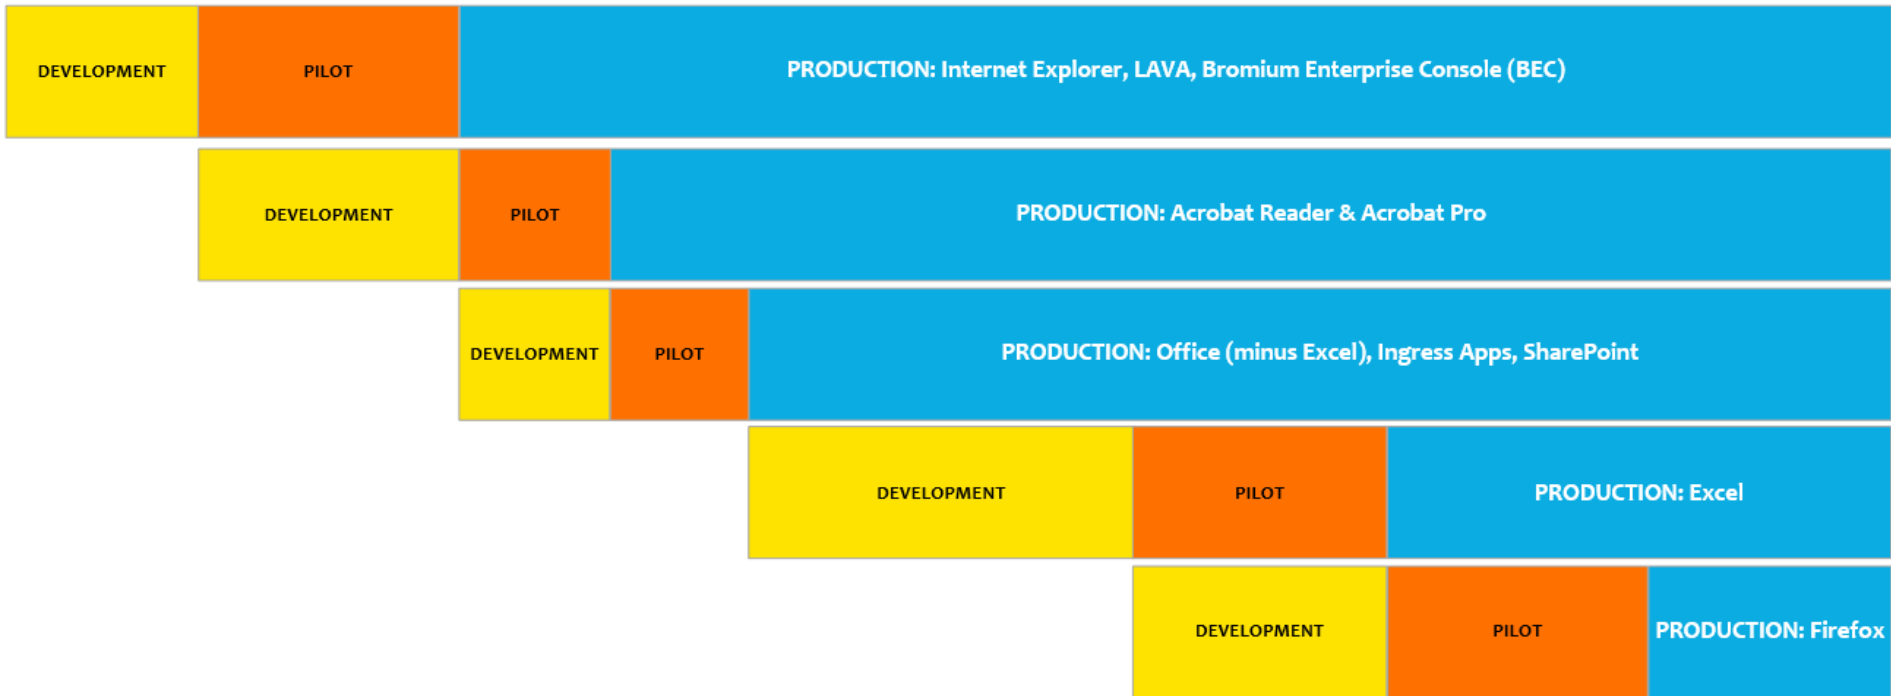 DEVELOPMENT
PILOT
PRODUCTION: Internet Explorer, LAVA, Bromium Enterprise Console (BEC)
DEVELOPMENT
PILOT
PRODUCTION: Acrobat Reader & Acrobat Pro
DEVELOPMENT
PILOT
PRODUCTION: Office (minus Excel), Ingress Apps, SharePoint
DEVELOPMENT
PILOT
PRODUCTION: Excel
DEVELOPMENT
PILOT
PRODUCTION: Firefox